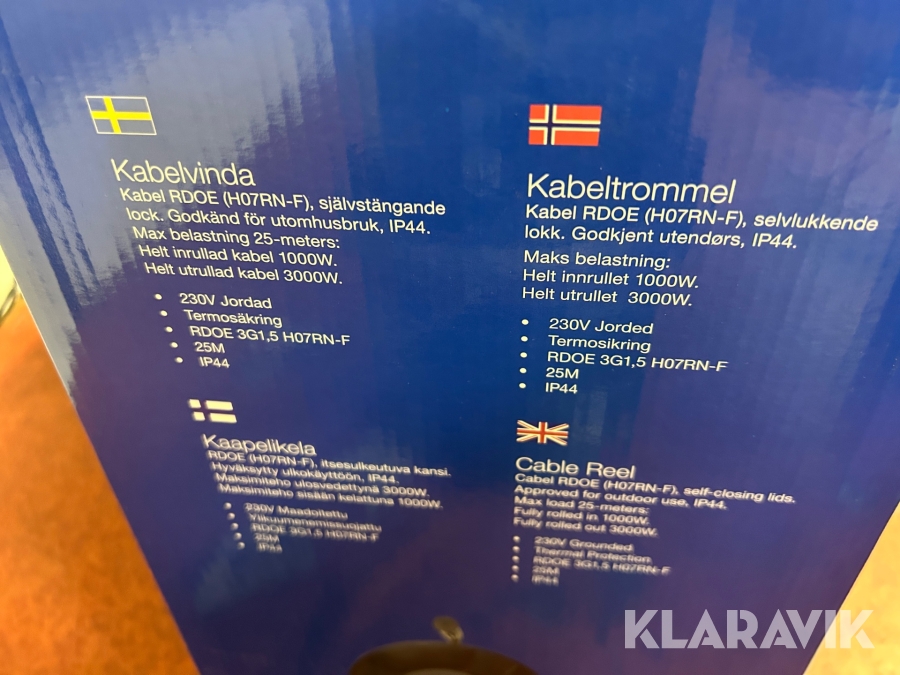 Kabelvinda
Kabel RDOE (H07RN-F), självstängande
lock. Godkänd för utomhusbruk, IP44.
Max belastning 25-meters:
Helt inrullad kabel 1000W.
Helt utrullad kabel 3000W.
• 230V Jordad
• Termosäkring
• RDOE 3G1,5 H07RN-F
• 25M
• IP44
Kabeltrommel
Kabel RDOE (H07RN-F), selvlukkende
lokk. Godkjent utendørs, IP44.
Maks belastning:
Helt innrullet 1000W.
Helt utrullet 3000W.
• 230V Jorded
• Termosikring
• RDOE 3G1,5 H07RN-F
• 25M
• IP44
Kaapelikela
RDOE (H07RN-F), itsesulkeutuva kansi.
Hyväksytty ulkokäyttöön, IP44.
Maksimiteho ulosvedettynä 3000W.
Maksimiteho sisään kelattuna 1000W.
• 230V Maadoitettu
• Ylikuumenemissuojattu
• RDOE 3G1,5 H07RN-F
• 25M
• IP44
Cable Reel
Cabel RDOE (H07RN-F), self-closing lids.
Approved for outdoor use, IP44.
Max load 25-meters:
Fully rolled in 1000W.
Fully rolled out 3000W.
• 230V Grounded
• Thermal Protection
• RDOE 3G1,5 H07RN-F
• 25M
• IP44
KLARAVIK